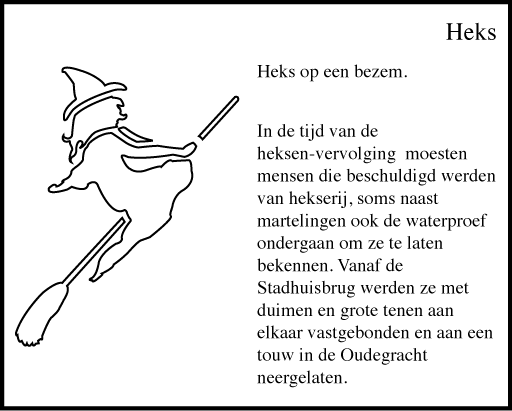 Heks
Heks op een bezem.
In de tijd van de
heksen-vervolging moesten
mensen die beschuldigd werden
van hekserij, soms naast
martelingen ook de waterproef
ondergaan om ze te laten
bekennen. Vanaf de
Stadhuisbrug werden ze met
duimen en grote tenen aan
elkaar vastgebonden en aan een
touw in de Oudegracht
neergelaten.